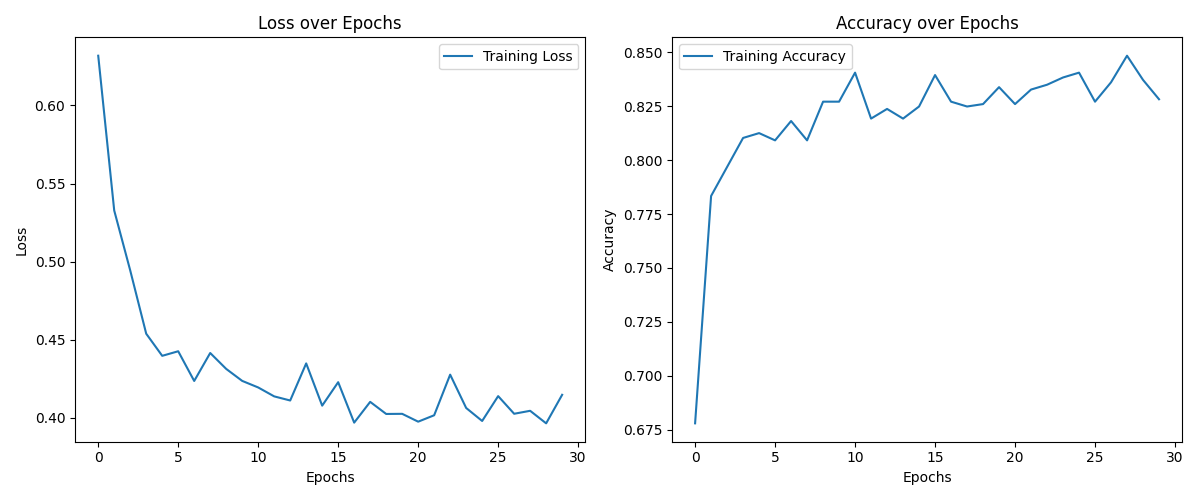 Loss over Epochs
Training Loss
0.60
0.55
0.50
0.45
0.40
Loss
0 5 10 15 20 25 30
Epochs
Accuracy over Epochs
Training Accuracy
0.850
0.825
0.800
0.775
0.750
0.725
0.700
0.675
Accuracy
0 5 10 15 20 25 30
Epochs